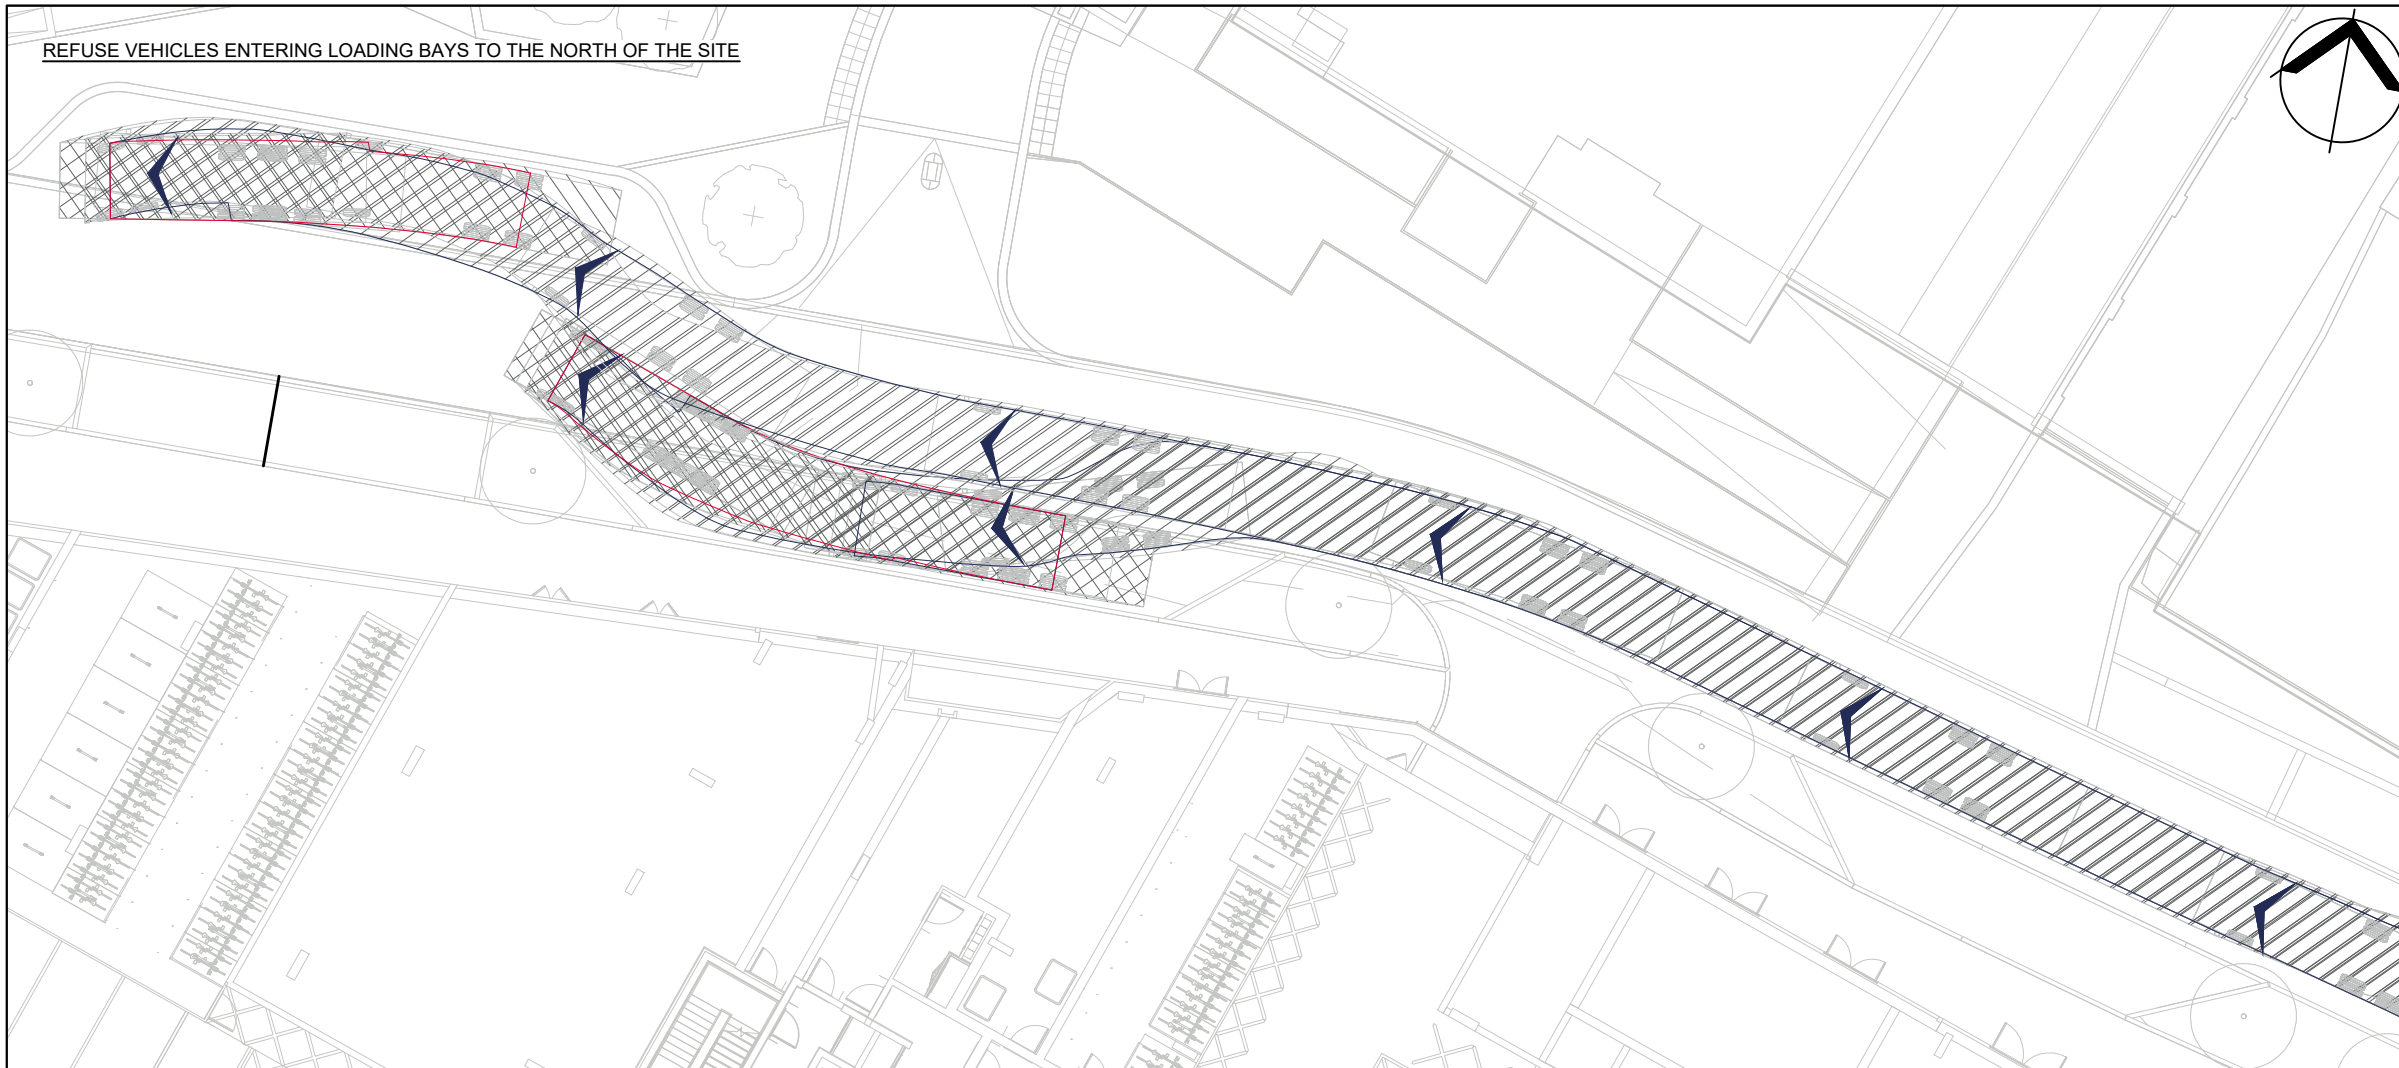 REFUSE VEHICLES ENTERING LOADING BAYS TO THE NORTH OF THE SITE